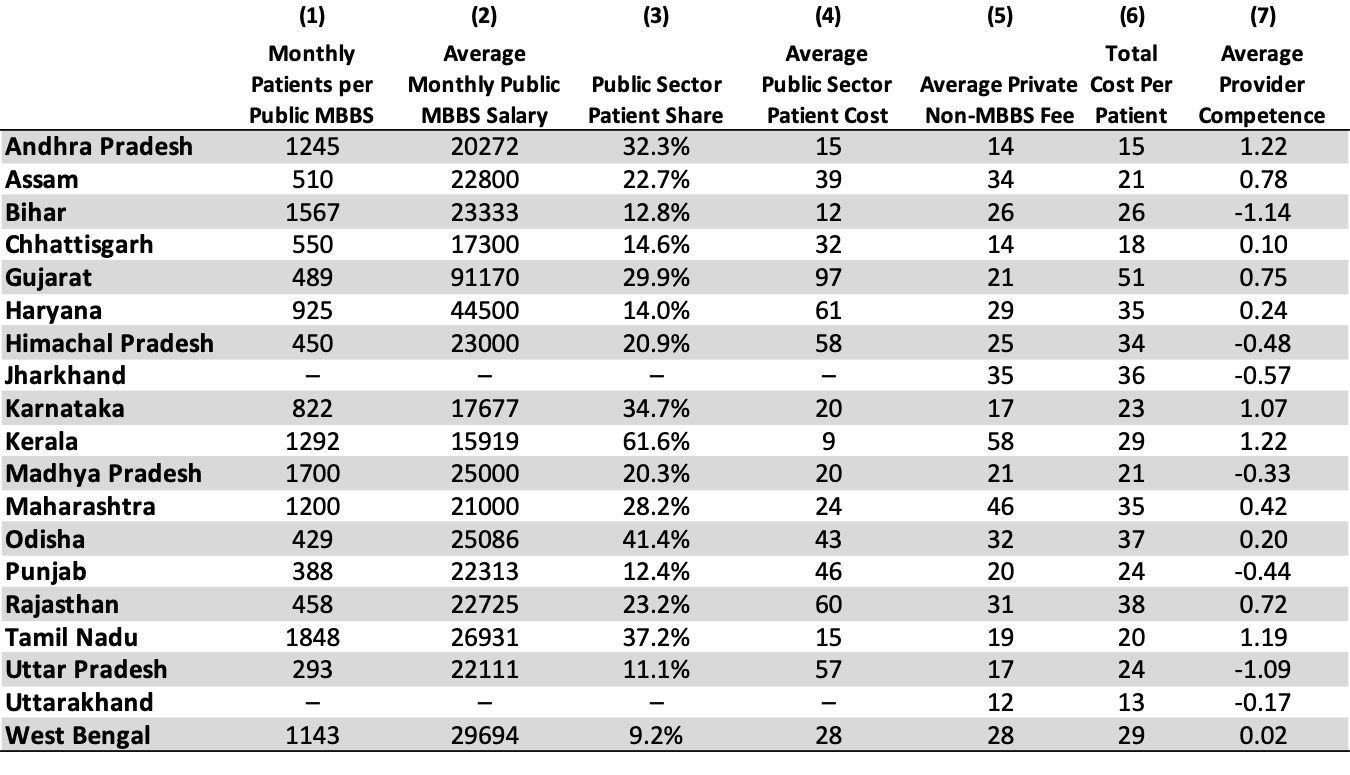 (1) (2) (3) (4) (5) (6) (7)
Monthly Average Average Total Average
Patients per Monthly Public Public Sector Public Sector Average Private Cost Per Provider
Public MBBS MBBS Salary Patient Share Patient Cost Non-MBBS Fee Patient Competence
Andhra Pradesh 1245 20272 32.3% 15 14 15 1.22
Assam 510 22800 22.7% 39 34 21 0.78
Bihar 1567 23333 12.8% 12 26 26 -1.14
Chhattisgarh 550 17300 14.6% 32 14 18 0.10
Gujarat 489 91170 29.9% 97 21 51 0.75
Haryana 925 44500 14.0% 61 29 35 0.24
Himachal Pradesh 450 23000 20.9% 58 25 34 -0.48
Jharkhand – – – – 35 36 -0.57
Karnataka 822 17677 34.7% 20 17 23 1.07
Kerala 1292 15919 61.6% 9 58 29 1.22
Madhya Pradesh 1700 25000 20.3% 20 21 21 -0.33
Maharashtra 1200 21000 28.2% 24 46 35 0.42
Odisha 429 25086 41.4% 43 32 37 0.20
Punjab 388 22313 12.4% 46 20 24 -0.44
Rajasthan 458 22725 23.2% 60 31 38 0.72
Tamil Nadu 1848 26931 37.2% 15 19 20 1.19
Uttar Pradesh 293 22111 11.1% 57 17 24 -1.09
Uttarakhand – – – – 12 13 -0.17
West Bengal 1143 29694 9.2% 28 28 29 0.02